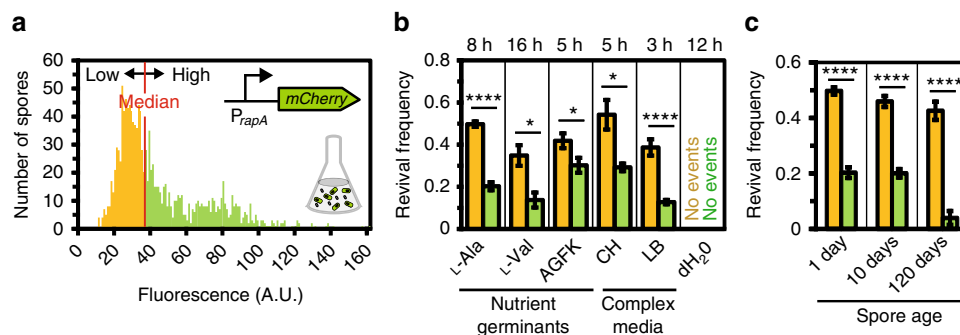 a
Number of spores
60
50
40
30
20
10
0
Low
High
Median
PrapA
mCherry
0
20
40
60
80
100
120
140
160
Fluorescence (A.U.)
b
8 h
16 h
5 h
5 h
3 h
12 h
Revival frequency
0.8
0.6
0.4
0.2
0
****
*
*
*
****
No events
No events
L-Ala
L-Val
AGFK
CH
LB
dH20
Nutrient
germinants
Complex
media
c
Revival frequency
0.6
0.4
0.2
0
****
****
****
1 day
10 days
120 days
Spore age